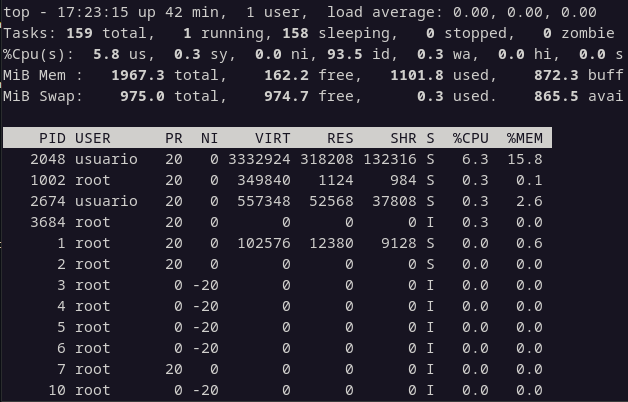 top - 17:23:15 up 42 min,  1 user,  load average: 0.00, 0.00, 0.00
Tasks: 159 total,   1 running, 158 sleeping,   0 stopped,   0 zombie
%Cpu(s):  5.8 us,  0.3 sy,  0.0 ni, 93.5 id,  0.3 wa,  0.0 hi,  0.0 s
MiB Mem :   1967.3 total,    162.2 free,   1101.8 used,    872.3 buff
MiB Swap:    975.0 total,    974.7 free,      0.3 used.    865.5 avai
PID USER      PR  NI    VIRT    RES    SHR S  %CPU  %MEM
2048 usuario   20   0 3332924 318208 132316 S   6.3  15.8
1002 root      20   0  349840   1124    984 S   0.3   0.1
2674 usuario   20   0  557348  52568  37808 S   0.3   2.6
3684 root      20   0       0      0      0 I   0.3   0.0
1 root      20   0  102576  12380   9128 S   0.0   0.6
2 root      20   0       0      0      0 S   0.0   0.0
3 root       0 -20       0      0      0 I   0.0   0.0
4 root       0 -20       0      0      0 I   0.0   0.0
5 root       0 -20       0      0      0 I   0.0   0.0
6 root       0 -20       0      0      0 I   0.0   0.0
7 root      20   0       0      0      0 I   0.0   0.0
10 root       0 -20       0      0      0 I   0.0   0.0